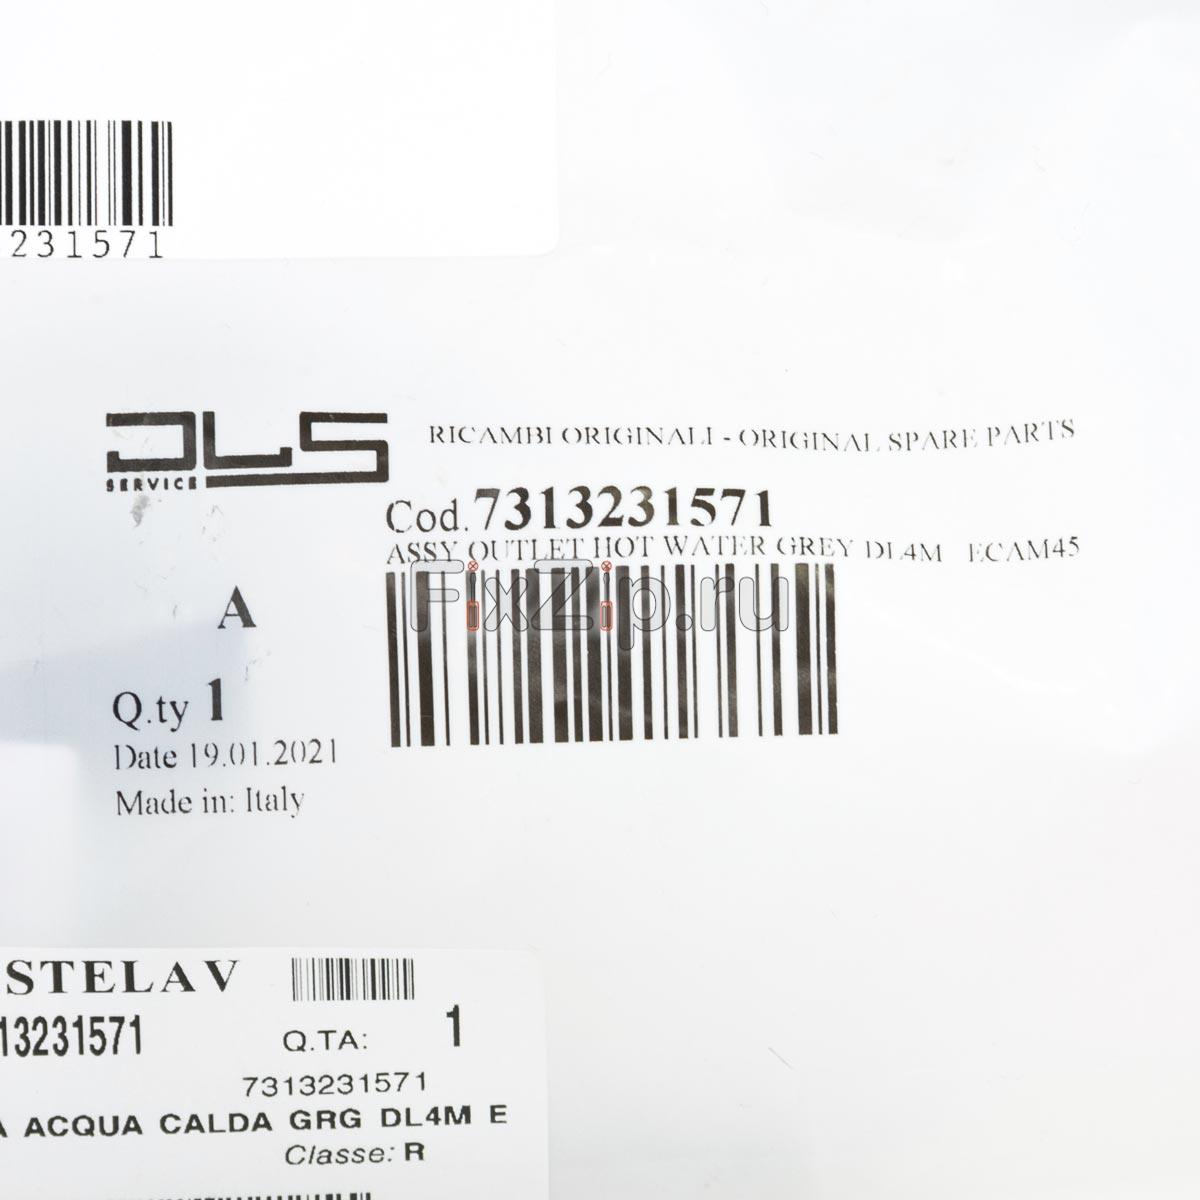 231571
DLS
SERVICE
RICAMBI ORIGINALI - ORIGINAL SPARE PARTS
Cod. 7313231571
ASSY OUTLET HOT WATER GREY DL4M ECAM45
FixZip.ru
A
Q.ty 1
Date 19.01.2021
Made in: Italy
STELAV
13231571
Q.TA: 1
7313231571
A ACQUA CALDA GRG DL4M E
Classe: R